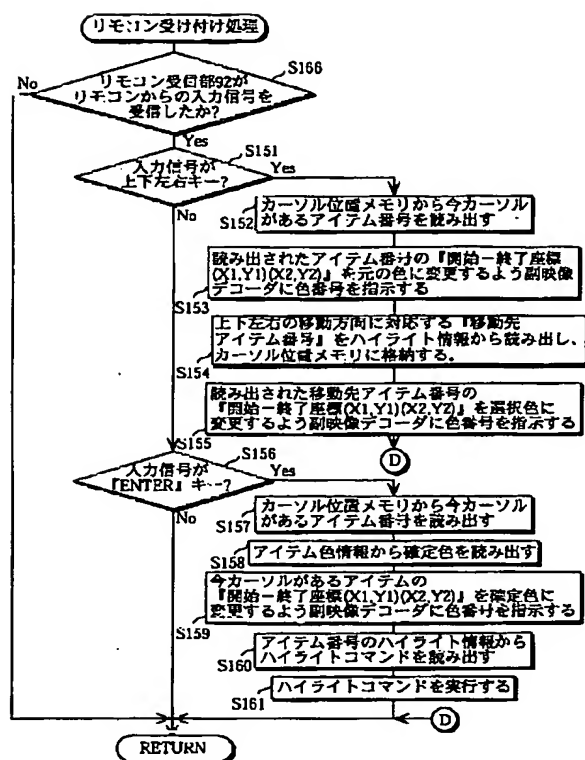 リモコン受け付け処理
S166
No
リモコン受信部92が
リモコンからの入力信号を
受信したか?
Yes
S151
入力信号が
上下左右キー?
Yes
No
S152
カーソル位置メモリから今カーソル
があるアイテム番号を読み出す
読み出されたアイテム番号の『開始ー終了座標
(X1,Y1)(X2,Y2)』を元の色に変更するよう副映像
デコーダに色番号を指示する
S153
上下左右の移動方向に対応する『移動先
アイテム番号』をハイライト情報から読み出し、
カーソル位置メモリに格納する。
S154
読み出された移動先アイテム番号の
『開始ー終了座標(X1,Y1)(X2,Y2)』を選択色に
変更するよう副映像デコーダに色番号を指示する
S155
D
S156
入力信号が
『ENTER』キー?
Yes
No
S157
カーソル位置メモリから今カーソル
があるアイテム番号を読み出す
S158
アイテム色情報から確定色を読み出す
今カーソルがあるアイテムの
『開始ー終了座標(X1,Y1)(X2,Y2)』を確定色に
変更するよう副映像デコーダに色番号を指示する
S159
アイテム番号のハイライト情報から
ハイライトコマンドを読み出す
S160
ハイライトコマンドを実行する
S161
D
RETURN